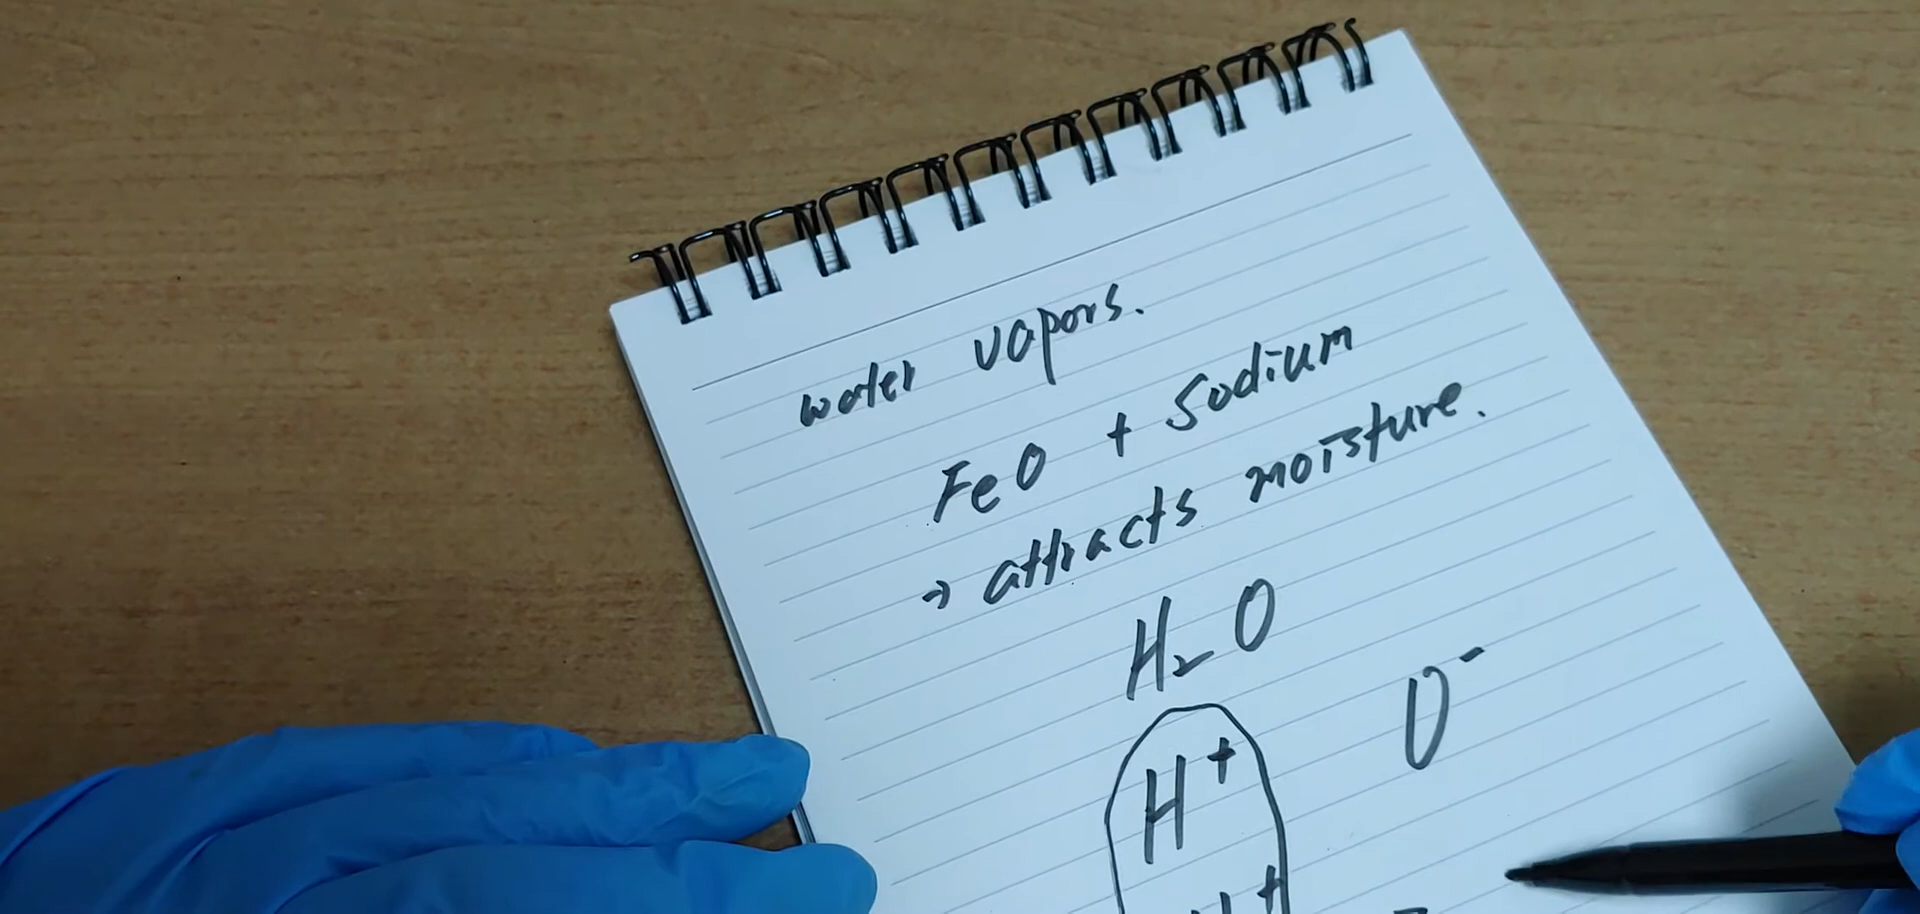 water vapors.
FeO + Sodium
→ attracts moisture.
H₂O
H⁺ O⁻